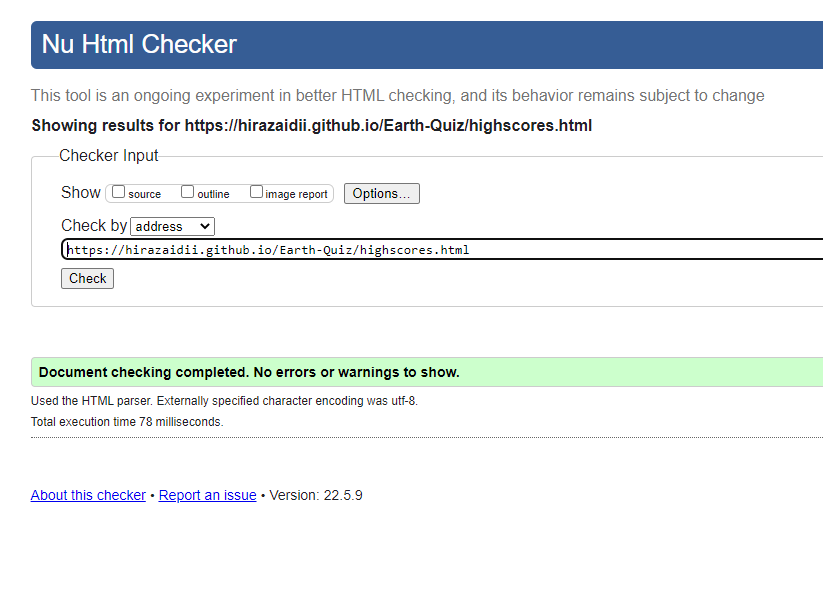 Nu Html Checker
This tool is an ongoing experiment in better HTML checking, and its behavior remains subject to change
Showing results for https://hirazaidii.github.io/Earth-Quiz/highscores.html
Checker Input
Show source outline image report Options...
Check by address
https://hirazaidii.github.io/Earth-Quiz/highscores.html
Check
Document checking completed. No errors or warnings to show.
Used the HTML parser. Externally specified character encoding was utf-8.
Total execution time 78 milliseconds.
About this checker • Report an issue • Version: 22.5.9